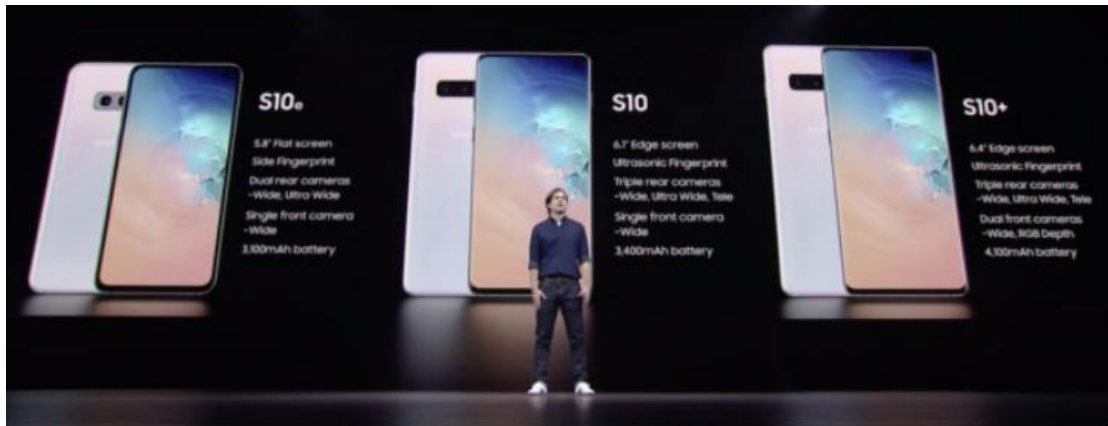 S10e
5.8" Flat screen
Side Fingerprint
Dual rear cameras
-Wide, Ultra Wide
Single front camera
-Wide
3,100mAh battery
S10
6.1" Edge screen
Ultrasonic Fingerprint
Triple rear cameras
-Wide, Ultra Wide, Tele
Single front camera
-Wide
3,400mAh battery
S10+
6.4" Edge screen
Ultrasonic Fingerprint
Triple rear cameras
-Wide, Ultra Wide, Tele
Dual front cameras
-Wide, RGB Depth
4,100mAh battery